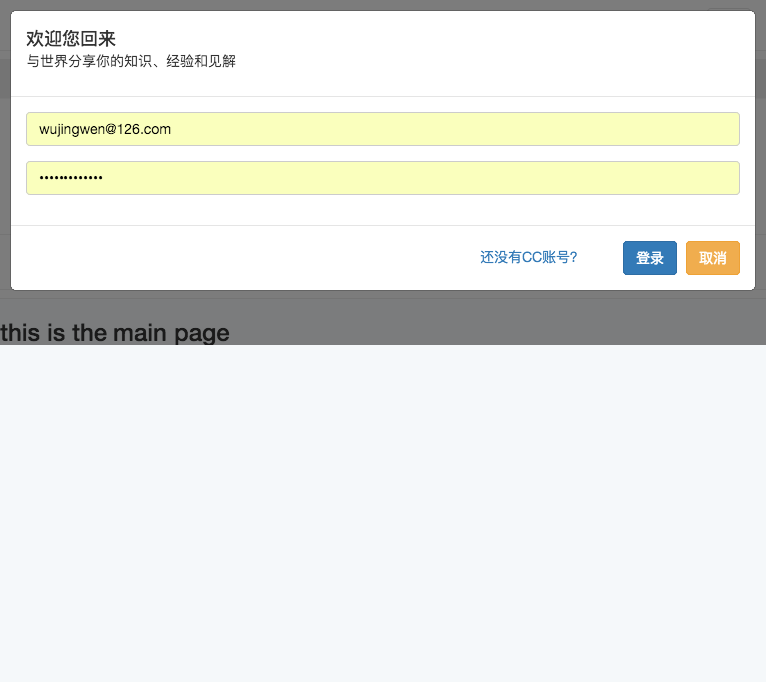 欢迎您回来
与世界分享你的知识、经验和见解
wujingwen@126.com
•••••••••••••
还没有CC账号?
登录
取消
this is the main page